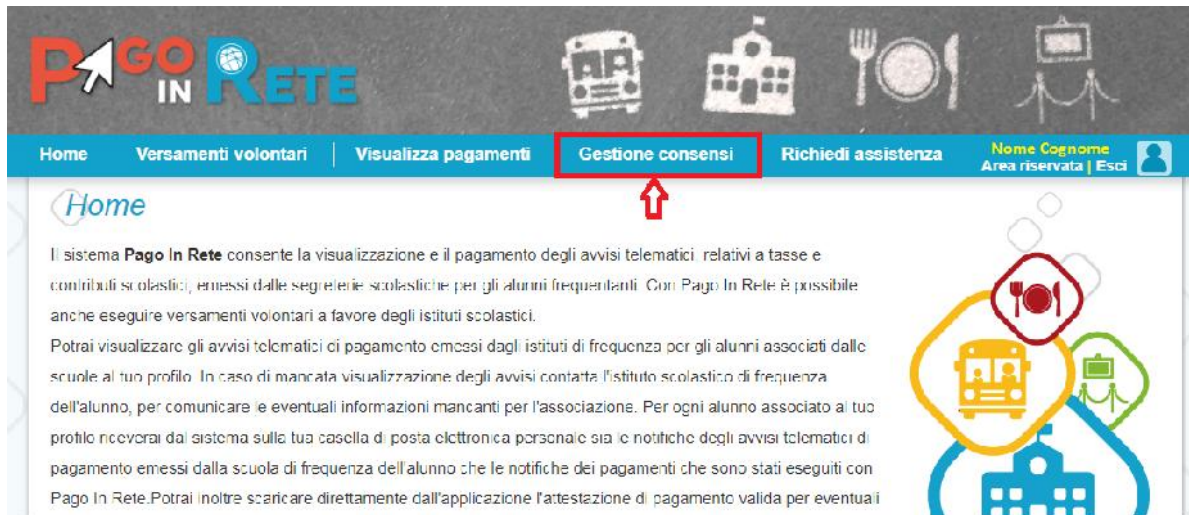 PAGO IN RETE
Home Versamenti volontari Visualizza pagamenti Gestione consensi Richiedi assistenza Nome Cognome
Area riservata | Esci
Home
Il sistema Pago In Rete consente la visualizzazione e il pagamento degli avvisi telematici, relativi a tasse e
contributi scolastici, emessi dalle segreterie scolastiche per gli alunni frequentanti. Con Pago In Rete è possibile
anche eseguire versamenti volontari a favore degli istituti scolastici.
Potrai visualizzare gli avvisi telematici di pagamento emessi dagli istituti di frequenza per gli alunni associati dalle
scuole al tuo profilo. In caso di mancata visualizzazione degli avvisi contatta l'istituto scolastico di frequenza
dell'alunno, per comunicare le eventuali informazioni mancanti per l'associazione. Per ogni alunno associato al tuo
profilo riceverai dal sistema sulla tua casella di posta elettronica personale sia le notifiche degli avvisi telematici di
pagamento emessi dalla scuola di frequenza dell'alunno che le notifiche dei pagamenti che sono stati eseguiti con
Pago In Rete.Potrai inoltre scaricare direttamente dall'applicazione l'attestazione di pagamento valida per eventuali